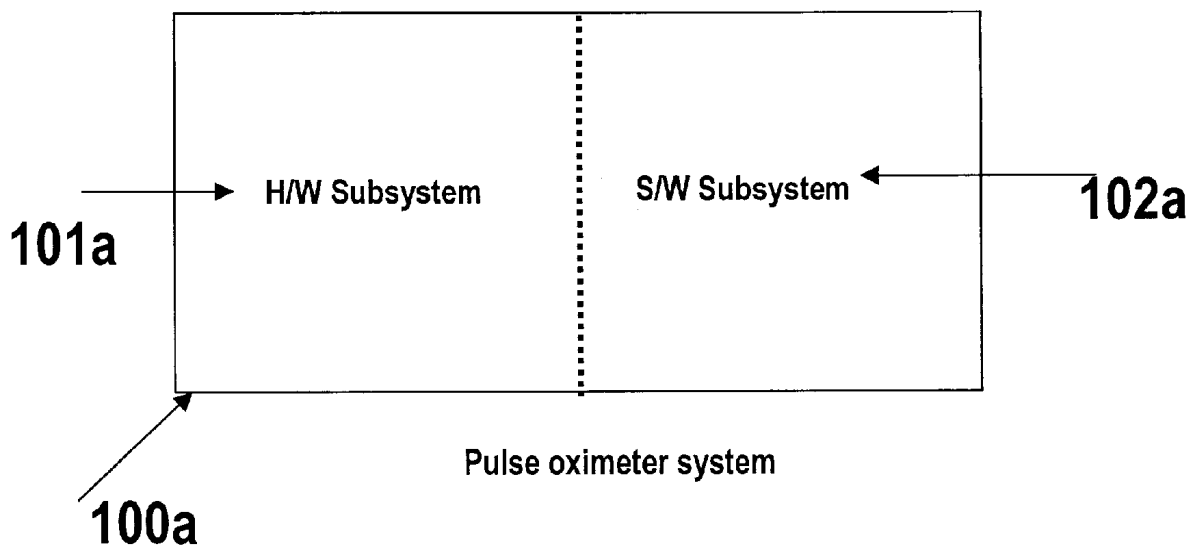 H/W Subsystem
S/W Subsystem
101a
102a
Pulse oximeter system
100a